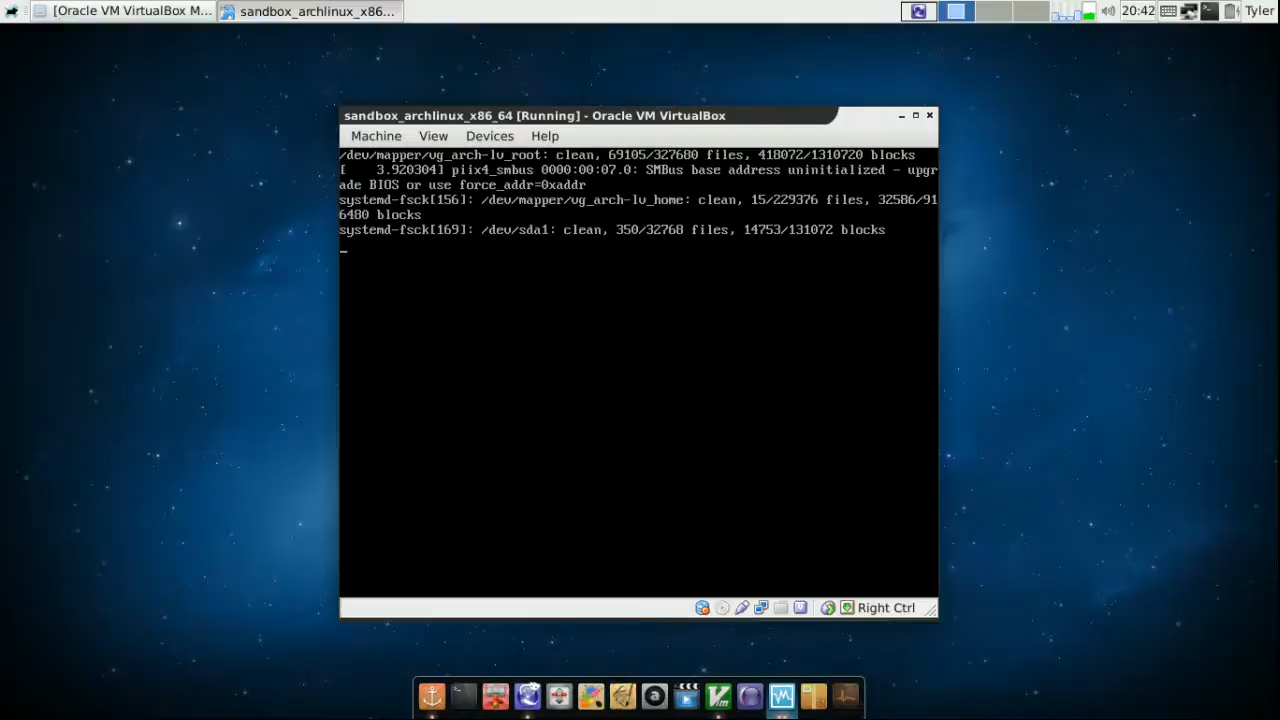 [Oracle VM VirtualBox M...
sandbox_archlinux_x86...
20:42
Tyler
sandbox_archlinux_x86_64 [Running] - Oracle VM VirtualBox
Machine View Devices Help
/dev/mapper/vg_arch-lv_root: clean, 69105/327680 files, 418072/1310720 blocks
[    3.920304] piix4_smbus 0000:00:07.0: SMBus base address uninitialized - upgr
ade BIOS or use force_addr=0xaddr
systemd-fsck[156]: /dev/mapper/vg_arch-lv_home: clean, 15/229376 files, 32586/91
6480 blocks
systemd-fsck[169]: /dev/sda1: clean, 350/32768 files, 14753/131072 blocks
_
Right Ctrl